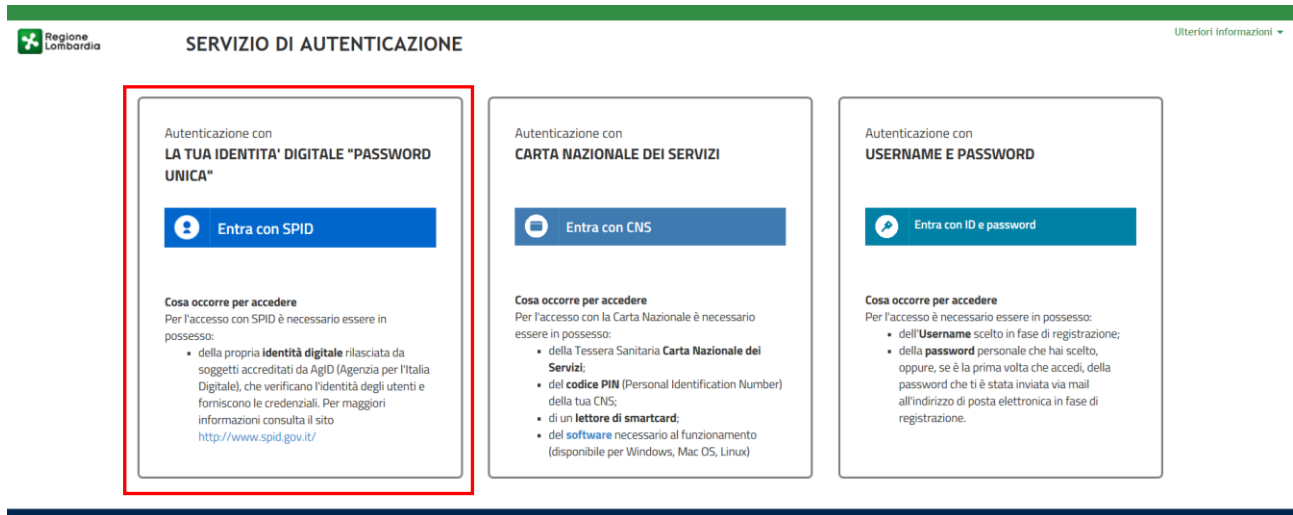 Regione
Lombardia
SERVIZIO DI AUTENTICAZIONE
Ulteriori informazioni
Autenticazione con
LA TUA IDENTITA' DIGITALE "PASSWORD
UNICA"
Entra con SPID
Cosa occorre per accedere
Per l'accesso con SPID è necessario essere in
possesso:
• della propria identità digitale rilasciata da
soggetti accreditati da AgID (Agenzia per l'Italia
Digitale), che verificano l'identità degli utenti e
forniscono le credenziali. Per maggiori
informazioni consulta il sito
http://www.spid.gov.it/
Autenticazione con
CARTA NAZIONALE DEI SERVIZI
Entra con CNS
Cosa occorre per accedere
Per l'accesso con la Carta Nazionale è necessario
essere in possesso:
• della Tessera Sanitaria Carta Nazionale dei
Servizi;
• del codice PIN (Personal Identification Number)
della tua CNS;
• di un lettore di smartcard;
• del software necessario al funzionamento
(disponibile per Windows, Mac OS, Linux)
Autenticazione con
USERNAME E PASSWORD
Entra con ID e password
Cosa occorre per accedere
Per l'accesso è necessario essere in possesso:
• dell'Username scelto in fase di registrazione;
• della password personale che hai scelto,
oppure, se è la prima volta che accedi, della
password che ti è stata inviata via mail
all'indirizzo di posta elettronica in fase di
registrazione.